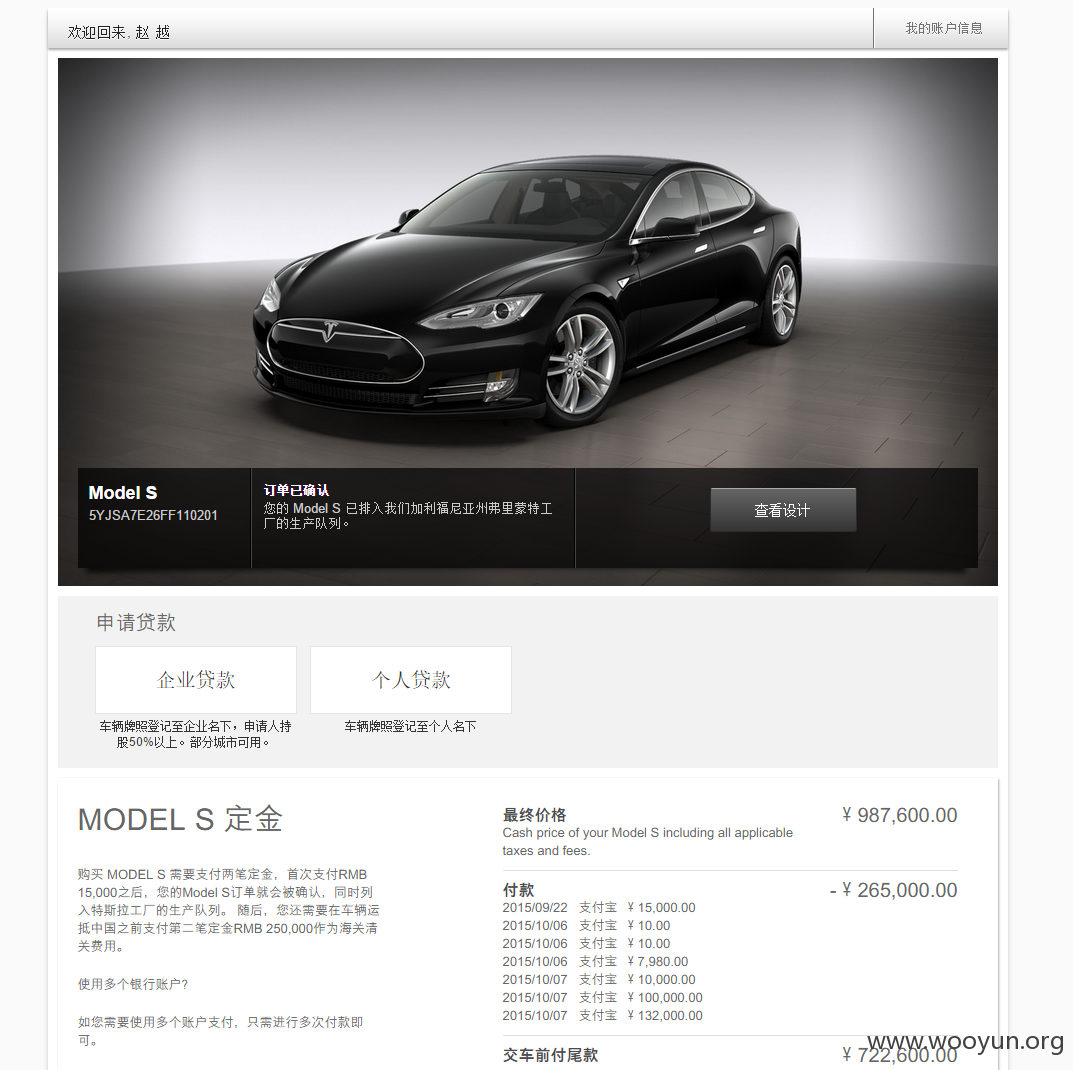 欢迎回来, 赵 越
我的账户信息
Model S
5YJSA7E26FF110201
订单已确认
您的 Model S 已排入我们加利福尼亚州弗里蒙特工
厂的生产队列。
查看设计
申请贷款
企业贷款
个人贷款
车辆牌照登记至企业名下，申请人持
股50%以上。部分城市可用。
车辆牌照登记至个人名下
MODEL S 定金
购买 MODEL S 需要支付两笔定金，首次支付RMB
15,000之后，您的Model S订单就会被确认，同时列
入特斯拉工厂的生产队列。 随后，您还需要在车辆运
抵中国之前支付第二笔定金RMB 250,000作为海关清
关费用。
使用多个银行账户?
如您需要使用多个账户支付，只需进行多次付款即
可。
最终价格
¥ 987,600.00
Cash price of your Model S including all applicable
taxes and fees.
付款
- ¥ 265,000.00
2015/09/22 支付宝 ¥ 15,000.00
2015/10/06 支付宝 ¥ 10.00
2015/10/06 支付宝 ¥ 10.00
2015/10/06 支付宝 ¥ 7,980.00
2015/10/07 支付宝 ¥ 10,000.00
2015/10/07 支付宝 ¥ 100,000.00
2015/10/07 支付宝 ¥ 132,000.00
交车前付尾款
¥ 722,600.00
www.wooyun.org